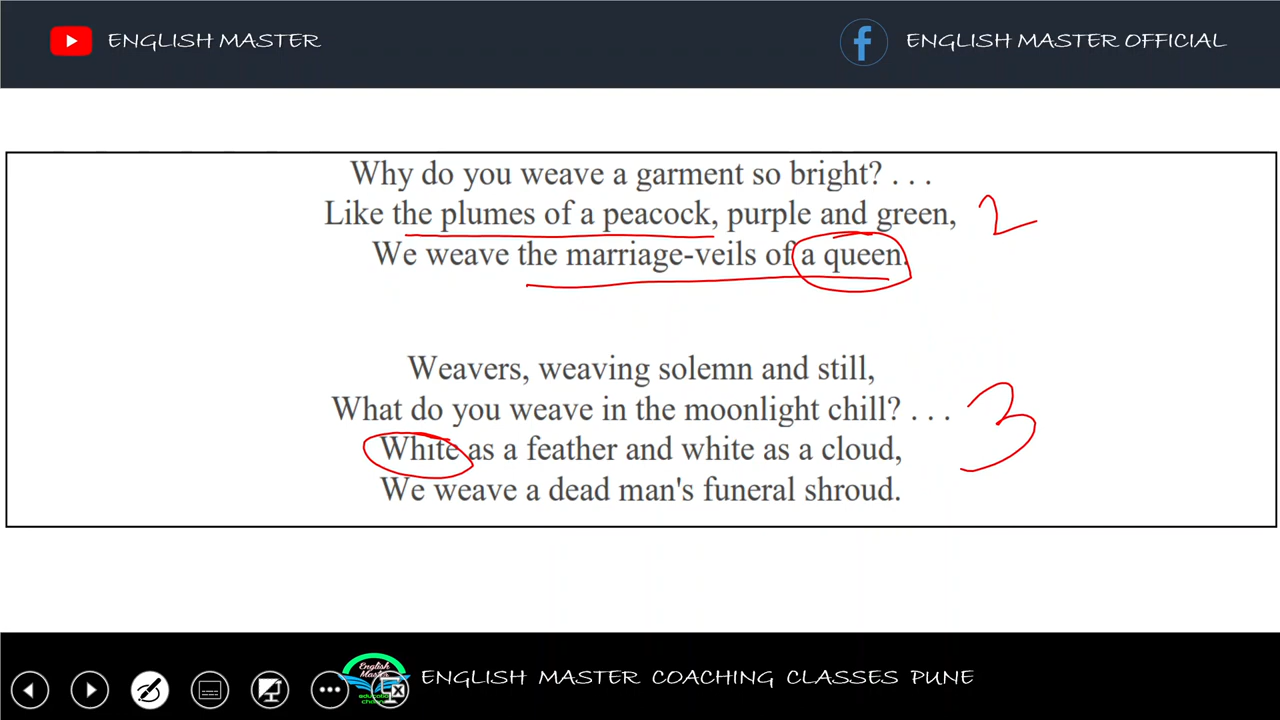 ENGLISH MASTER
ENGLISH MASTER OFFICIAL
Why do you weave a garment so bright? . . .
Like the plumes of a peacock, purple and green,
2
We weave the marriage-veils of a queen.
Weavers, weaving solemn and still,
What do you weave in the moonlight chill? . . .
3
White as a feather and white as a cloud,
We weave a dead man's funeral shroud.
English
Master
ENGLISH MASTER COACHING CLASSES PUNE